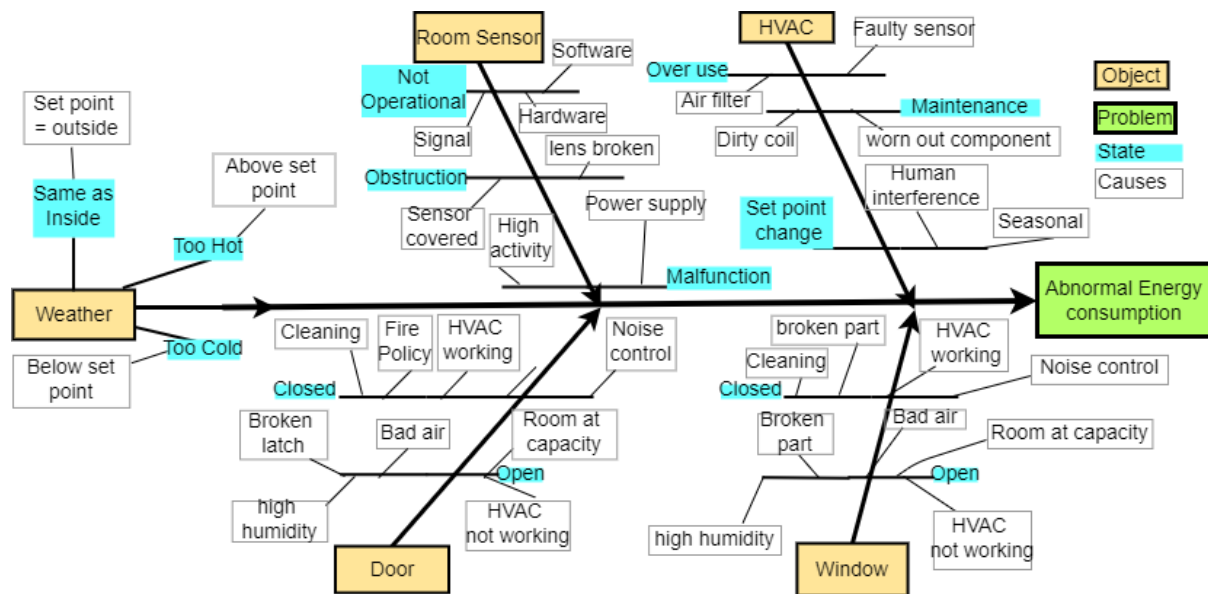 Room Sensor
HVAC
Software
Faulty sensor
Not
Operational
Over use
Object
Air filter
Set point
= outside
Hardware
Maintenance
Problem
Signal
Dirty coil
worn out component
lens broken
State
Above set
point
Obstruction
Human
interference
Causes
Same as
Inside
Sensor
covered
Power supply
Set point
change
Seasonal
High
activity
Too Hot
Malfunction
Weather
Abnormal Energy
consumption
Cleaning
Fire
Policy
HVAC
working
Noise
control
broken part
HVAC
working
Too Cold
Below set
point
Cleaning
Noise control
Closed
Closed
Broken
latch
Bad air
Room at
capacity
Broken
part
Bad air
Room at capacity
Open
Open
high
humidity
HVAC
not working
high humidity
HVAC
not working
Door
Window